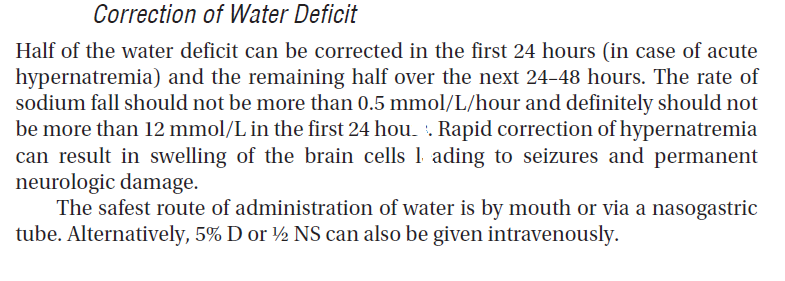 Correction of Water Deficit
Half of the water deficit can be corrected in the first 24 hours (in case of acute
hypernatremia) and the remaining half over the next 24–48 hours. The rate of
sodium fall should not be more than 0.5 mmol/L/hour and definitely should not
be more than 12 mmol/L in the first 24 hou . Rapid correction of hypernatremia
can result in swelling of the brain cells l ading to seizures and permanent
neurologic damage.
The safest route of administration of water is by mouth or via a nasogastric
tube. Alternatively, 5% D or ½ NS can also be given intravenously.